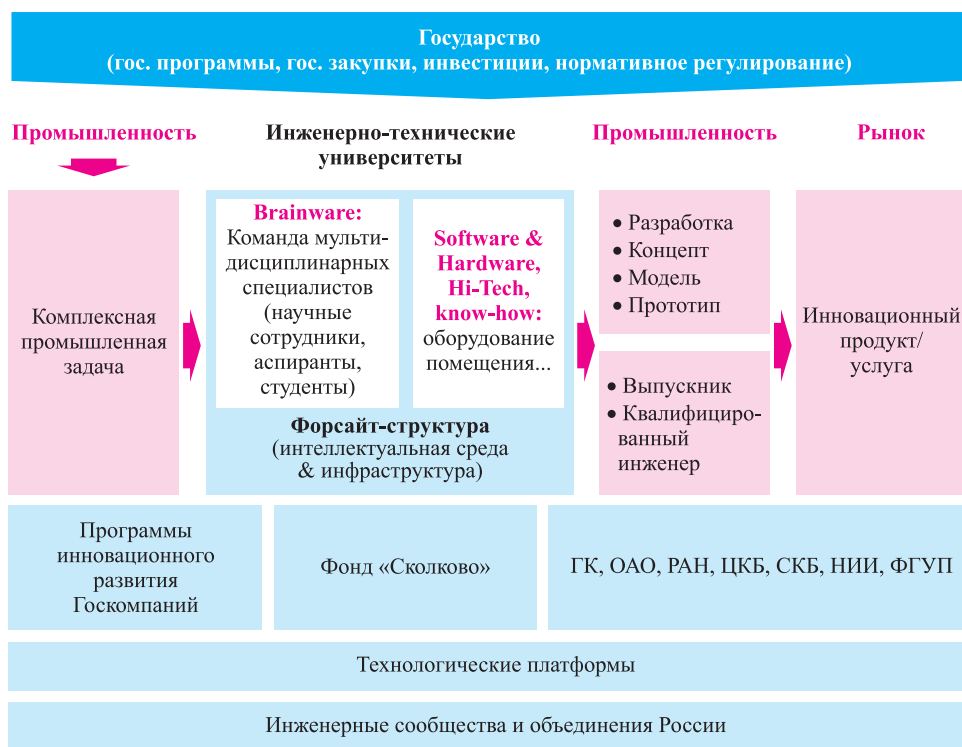 Государство
(гос. программы, гос. закупки, инвестиции, нормативное регулирование)
Промышленность
Инженерно-технические
университеты
Промышленность
Рынок
Комплексная
промышленная
задача
Brainware:
Команда мульти-
дисциплинарных
специалистов
(научные
сотрудники,
аспиранты,
студенты)
Software &
Hardware,
Hi-Tech,
know-how:
оборудование
помещения...
Форсайт-структура
(интеллектуальная среда
& инфраструктура)
• Разработка
• Концепт
• Модель
• Прототип
• Выпускник
• Квалифициро-
ванный
инженер
Инновационный
продукт/
услуга
Программы
инновационного
развития
Госкомпаний
Фонд «Сколково»
ГК, ОАО, РАН, ЦКБ, СКБ, НИИ, ФГУП
Технологические платформы
Инженерные сообщества и объединения России